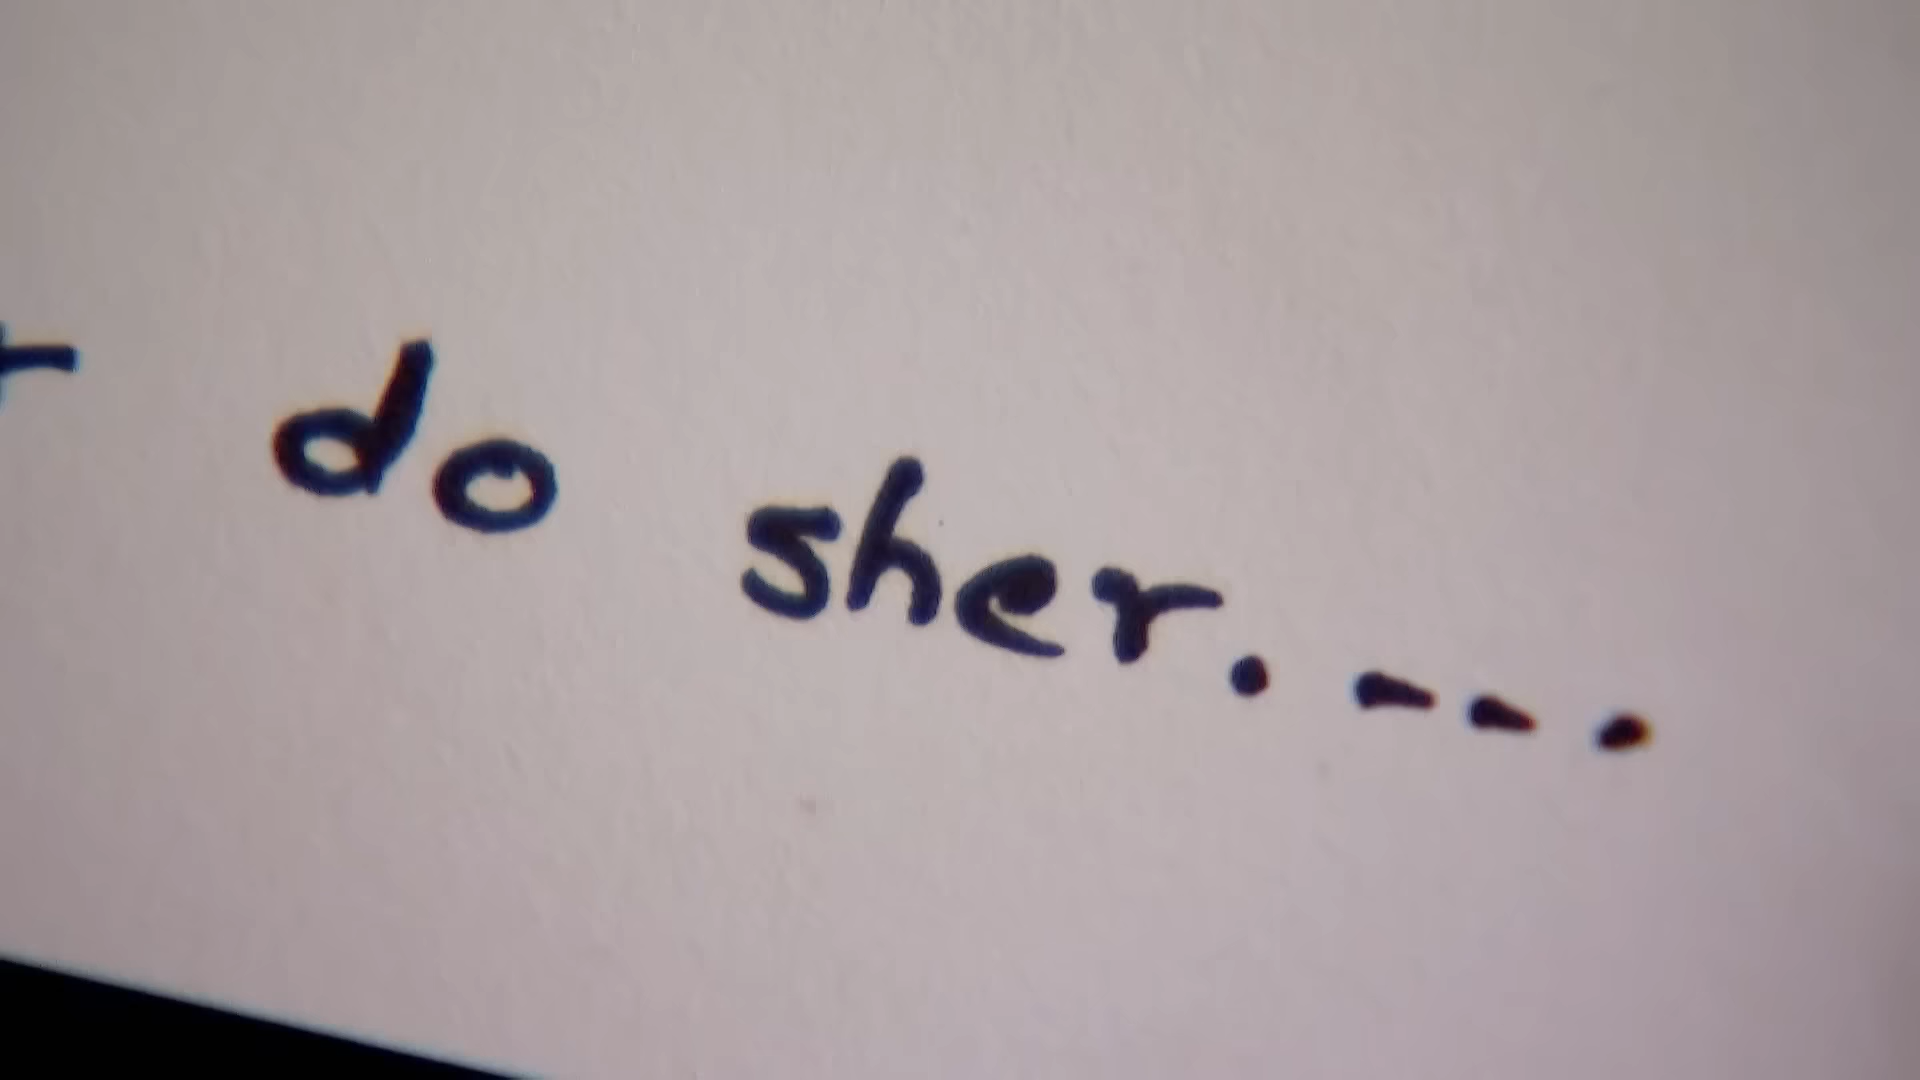 do sher. - - .